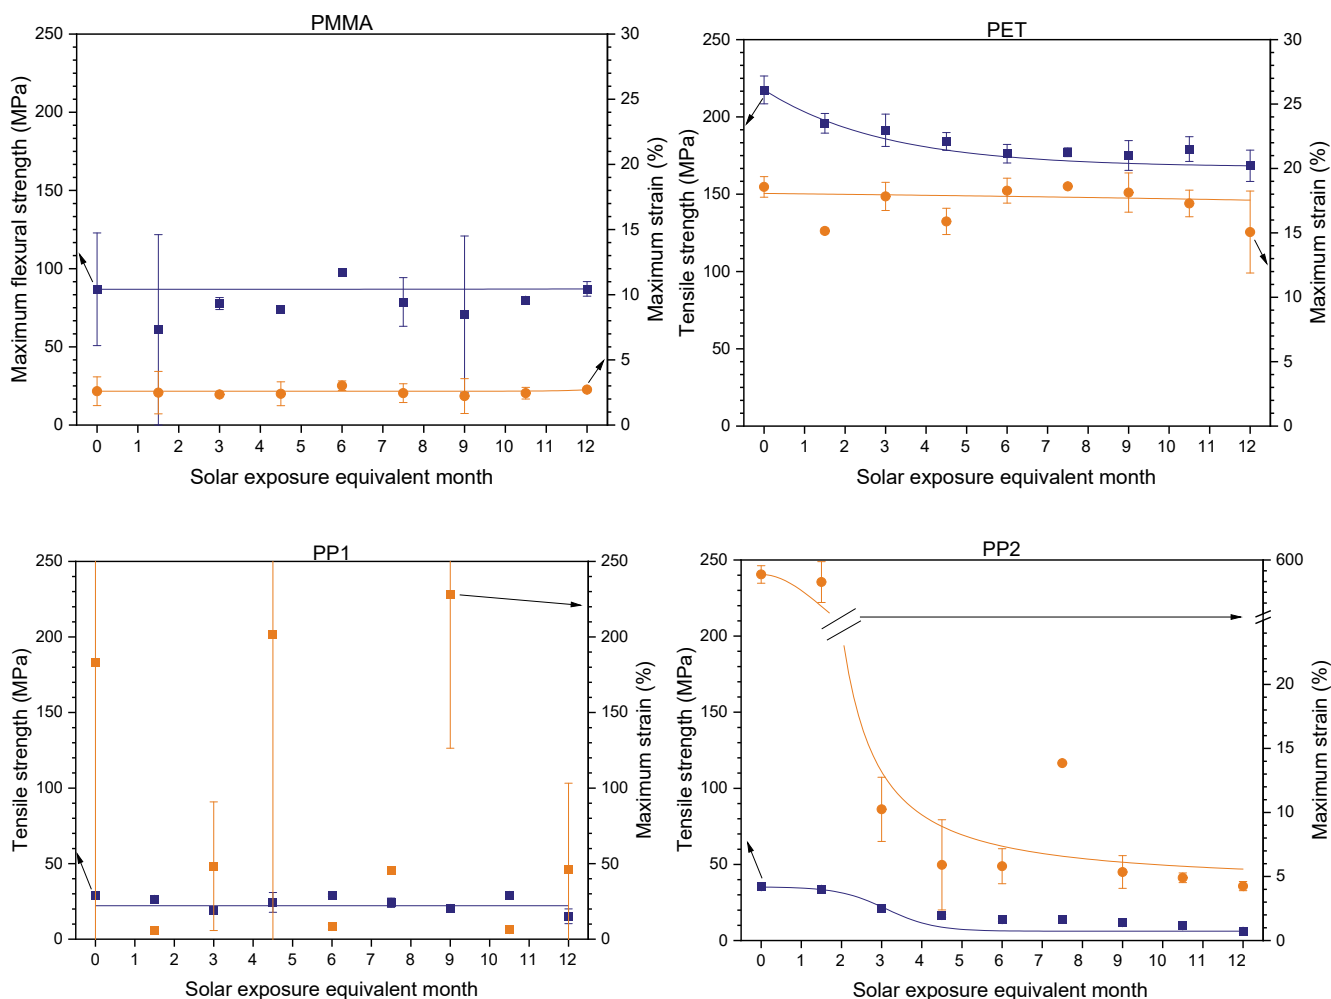 PMMA
250
200
150
100
50
0
30
25
20
15
10
5
0
Maximum flexural strength (MPa)
Maximum strain (%)
0 1 2 3 4 5 6 7 8 9 10 11 12
Solar exposure equivalent month
PET
250
200
150
100
50
0
30
25
20
15
10
5
0
Tensile strength (MPa)
Maximum strain (%)
0 1 2 3 4 5 6 7 8 9 10 11 12
Solar exposure equivalent month
PP1
250
200
150
100
50
0
250
200
150
100
50
0
Tensile strength (MPa)
Maximum strain (%)
0 1 2 3 4 5 6 7 8 9 10 11 12
Solar exposure equivalent month
PP2
250
200
150
100
50
0
600
20
15
10
5
0
Tensile strength (MPa)
Maximum strain (%)
0 1 2 3 4 5 6 7 8 9 10 11 12
Solar exposure equivalent month